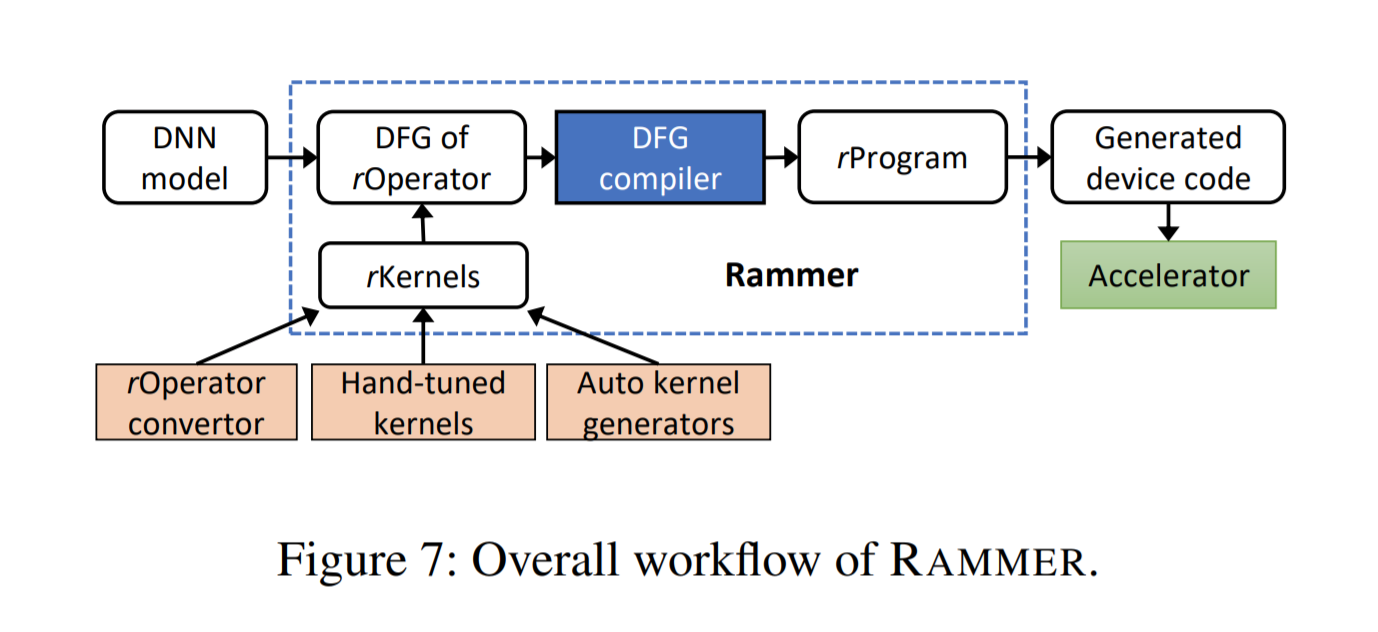 DNN
model
DFG of
rOperator
DFG
compiler
rProgram
Generated
device code
rKernels
Rammer
Accelerator
rOperator
convertor
Hand-tuned
kernels
Auto kernel
generators
Figure 7: Overall workflow of RAMMER.